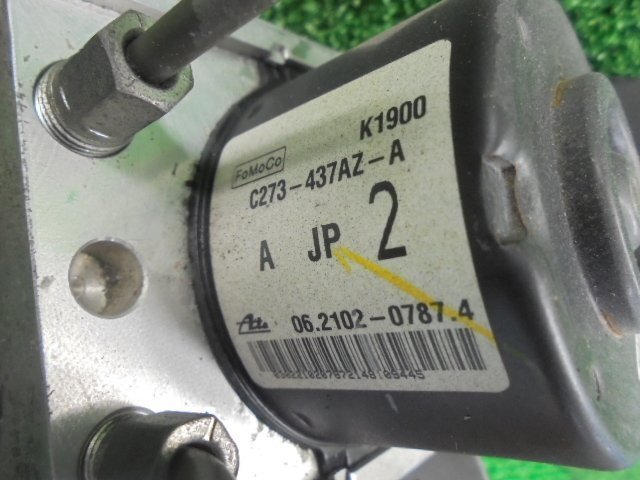 K1900
FoMoCo
C273-437AZ-A
A JP 2
Ate 06.2102-0787.4